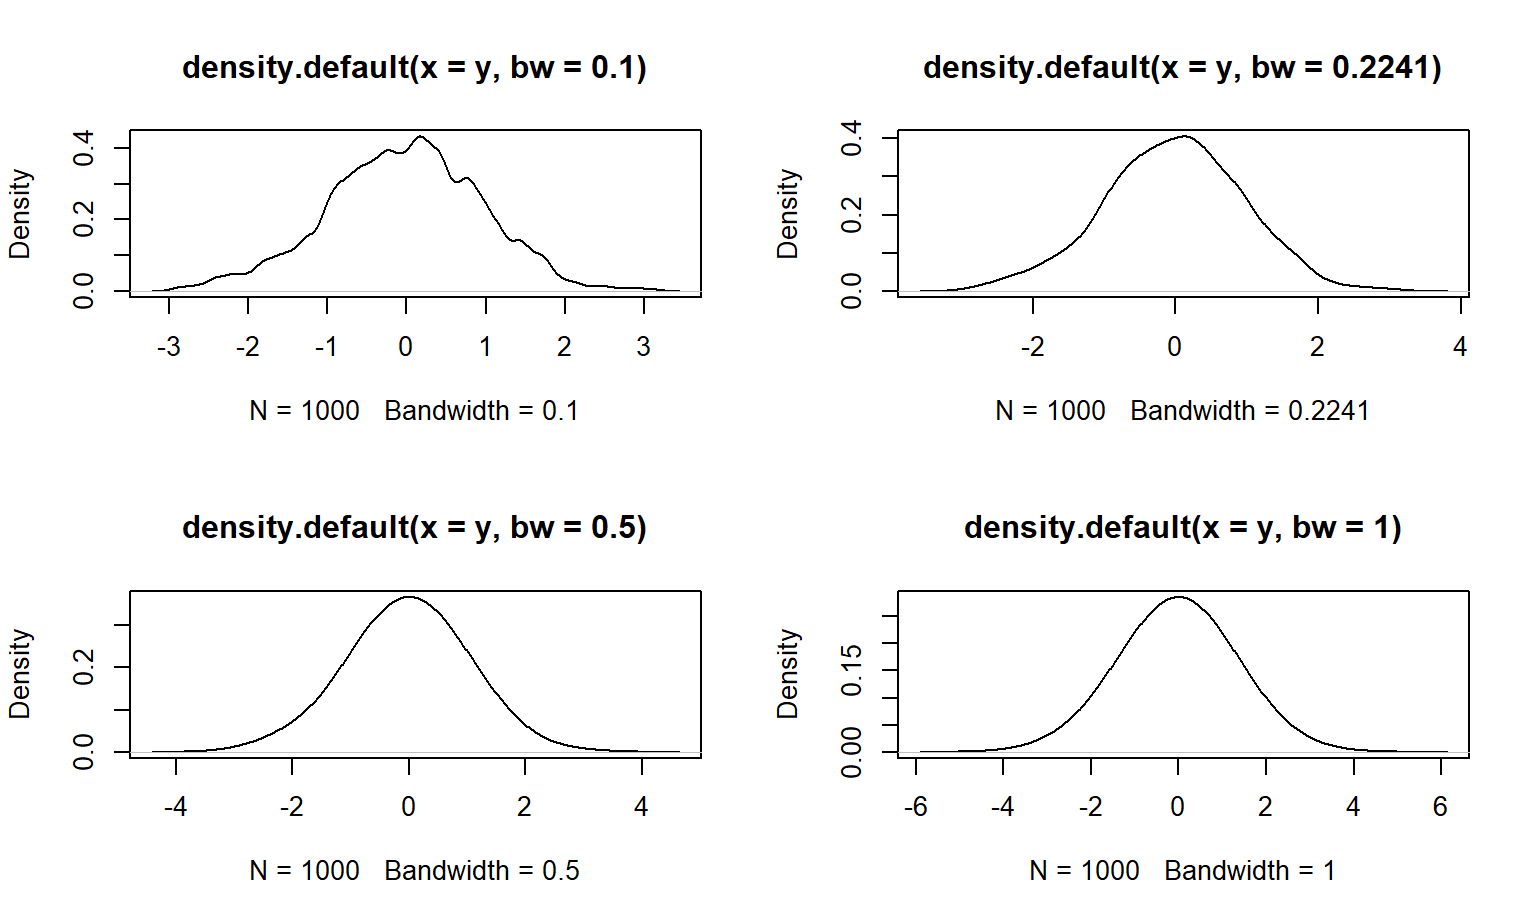 density.default(x = y, bw = 0.1)
Density
0.0 0.2 0.4
-3 -2 -1 0 1 2 3
N = 1000 Bandwidth = 0.1
density.default(x = y, bw = 0.2241)
Density
0.0 0.2 0.4
-2 0 2 4
N = 1000 Bandwidth = 0.2241
density.default(x = y, bw = 0.5)
Density
0.0 0.2
-4 -2 0 2 4
N = 1000 Bandwidth = 0.5
density.default(x = y, bw = 1)
Density
0.00 0.15
-6 -4 -2 0 2 4 6
N = 1000 Bandwidth = 1